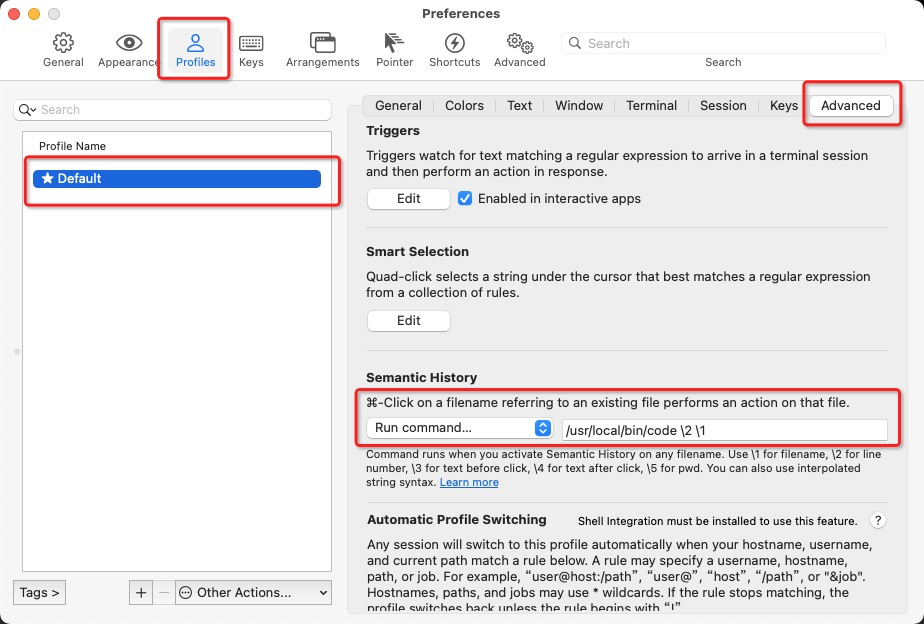 Preferences
General
Appearance
Profiles
Keys
Arrangements
Pointer
Shortcuts
Advanced
Search
Search
Search
Profile Name
Default
Tags >
Other Actions...
General
Colors
Text
Window
Terminal
Session
Keys
Advanced
Triggers
Triggers watch for text matching a regular expression to arrive in a terminal session
and then perform an action in response.
Edit
Enabled in interactive apps
Smart Selection
Quad-click selects a string under the cursor that best matches a regular expression
from a collection of rules.
Edit
Semantic History
⌘-Click on a filename referring to an existing file performs an action on that file.
Run command...
/usr/local/bin/code \2 \1
Command runs when you activate Semantic History on any filename. Use \1 for filename, \2 for line
number, \3 for text before click, \4 for text after click, \5 for pwd. You can also use interpolated
string syntax. Learn more
Automatic Profile Switching
Shell Integration must be installed to use this feature.
?
Any session will switch to this profile automatically when your hostname, username,
and current path match a rule below. A rule may specify a username, hostname,
path, or job. For example, “user@host:/path”, “user@”, “host”, “/path”, or "&job".
Hostnames, paths, and jobs may use * wildcards. If the rule stops matching, the
profile switches back unless the rule begins with “!”